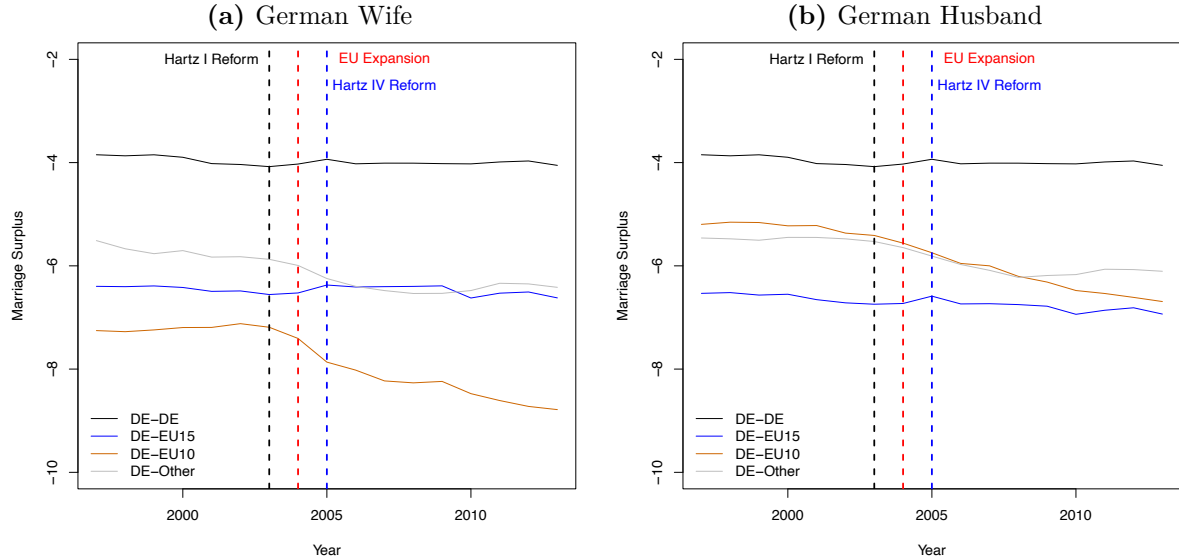 (a) German Wife
Hartz I Reform
EU Expansion
Hartz IV Reform
Marriage Surplus
-2
-4
-6
-8
-10
DE-DE
DE-EU15
DE-EU10
DE-Other
2000
2005
2010
Year
(b) German Husband
Hartz I Reform
EU Expansion
Hartz IV Reform
Marriage Surplus
-2
-4
-6
-8
-10
DE-DE
DE-EU15
DE-EU10
DE-Other
2000
2005
2010
Year